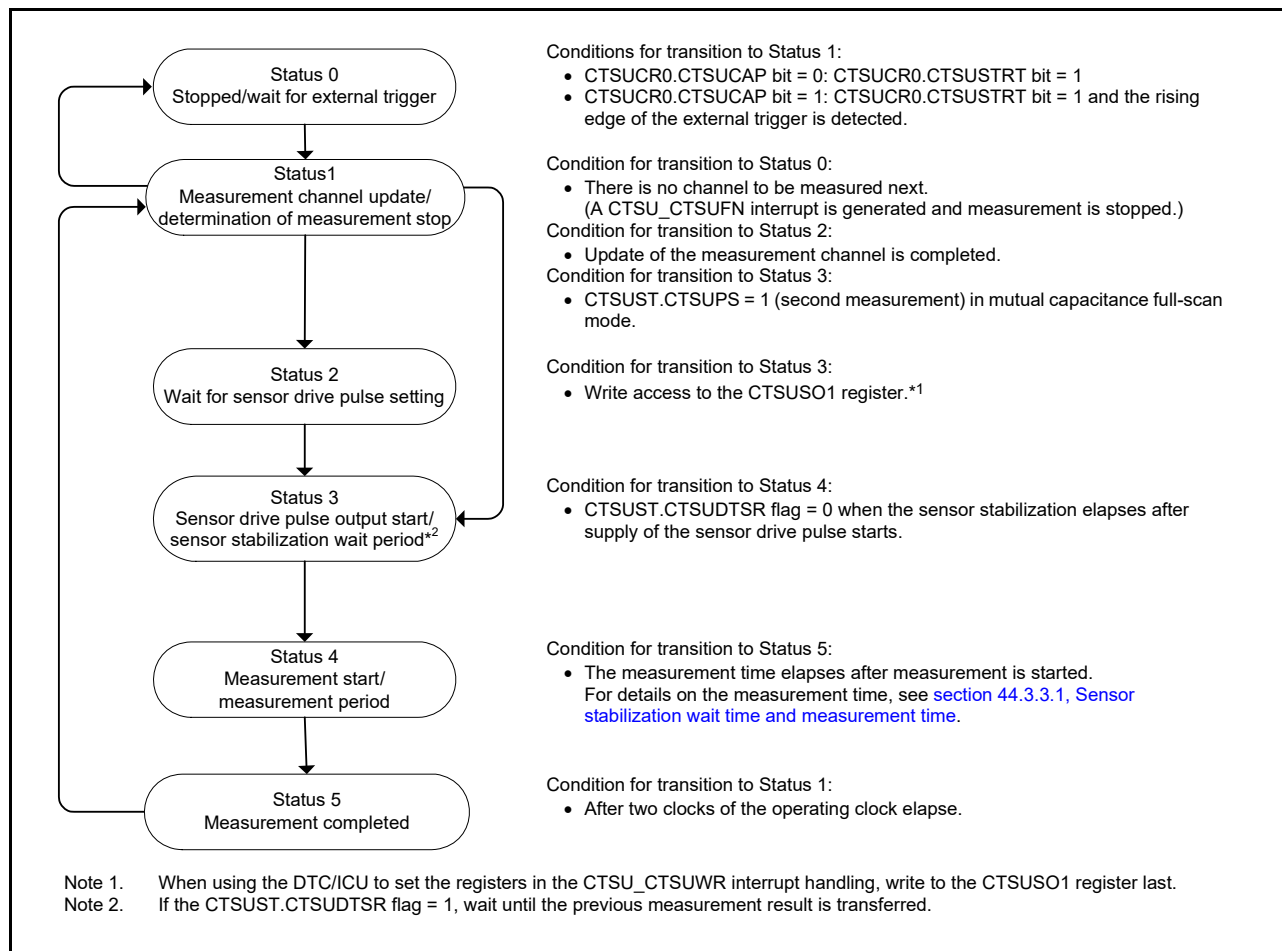 Status 0
Stopped/wait for external trigger
Conditions for transition to Status 1:
• CTSUCR0.CTSUCAP bit = 0: CTSUCR0.CTSUSTRT bit = 1
• CTSUCR0.CTSUCAP bit = 1: CTSUCR0.CTSUSTRT bit = 1 and the rising
edge of the external trigger is detected.
Status1
Measurement channel update/
determination of measurement stop
Condition for transition to Status 0:
• There is no channel to be measured next.
(A CTSU_CTSUFN interrupt is generated and measurement is stopped.)
Condition for transition to Status 2:
• Update of the measurement channel is completed.
Condition for transition to Status 3:
• CTSUST.CTSUPS = 1 (second measurement) in mutual capacitance full-scan
mode.
Status 2
Wait for sensor drive pulse setting
Condition for transition to Status 3:
• Write access to the CTSUSO1 register.*1
Status 3
Sensor drive pulse output start/
sensor stabilization wait period*2
Condition for transition to Status 4:
• CTSUST.CTSUDTSR flag = 0 when the sensor stabilization elapses after
supply of the sensor drive pulse starts.
Status 4
Measurement start/
measurement period
Condition for transition to Status 5:
• The measurement time elapses after measurement is started.
For details on the measurement time, see section 44.3.3.1, Sensor
stabilization wait time and measurement time.
Status 5
Measurement completed
Condition for transition to Status 1:
• After two clocks of the operating clock elapse.
Note 1. When using the DTC/ICU to set the registers in the CTSU_CTSUWR interrupt handling, write to the CTSUSO1 register last.
Note 2. If the CTSUST.CTSUDTSR flag = 1, wait until the previous measurement result is transferred.